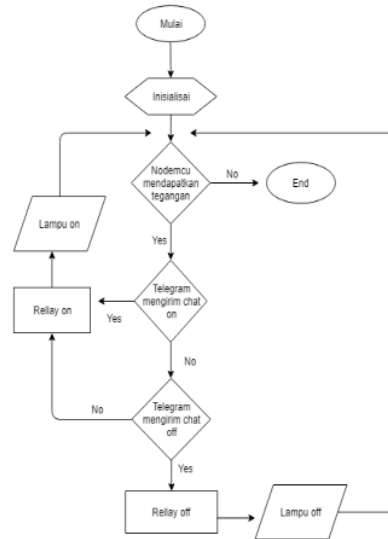 Mulai
Inisialisai
Nodemcu
mendapatkan
tegangan
No
End
Yes
Lampu on
Telegram
mengirim chat
on
Rellay on
Yes
No
Telegram
mengirim chat
off
No
Yes
Rellay off
Lampu off